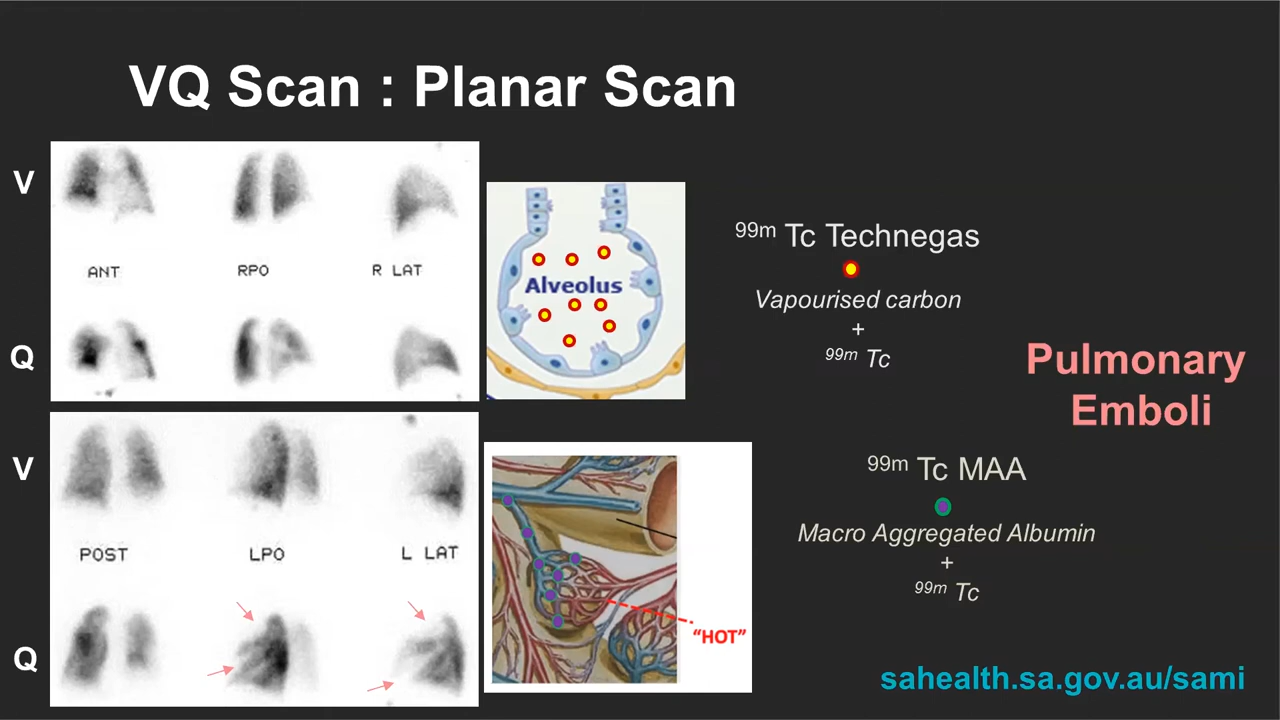 VQ Scan : Planar Scan
V
ANT RPO R LAT
Q
Alveolus
99m Tc Technegas
Vapourised carbon
+
99m Tc
Pulmonary
Emboli
V
POST LPO L LAT
Q
"HOT"
99m Tc MAA
Macro Aggregated Albumin
+
99m Tc
sahealth.sa.gov.au/sami